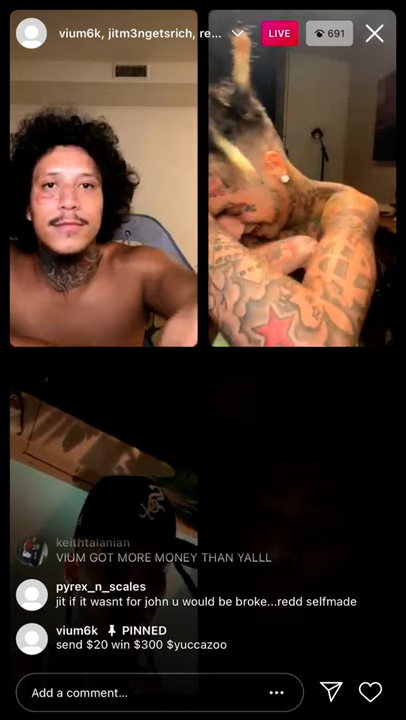 vium6k, jitm3ngetsrich, re...
LIVE
691
keithtaianian
VIUM GOT MORE MONEY THAN YALLL
pyrex_n_scales
jit if it wasnt for john u would be broke...redd selfmade
vium6k PINNED
send $20 win $300 $yuccazoo
Add a comment...